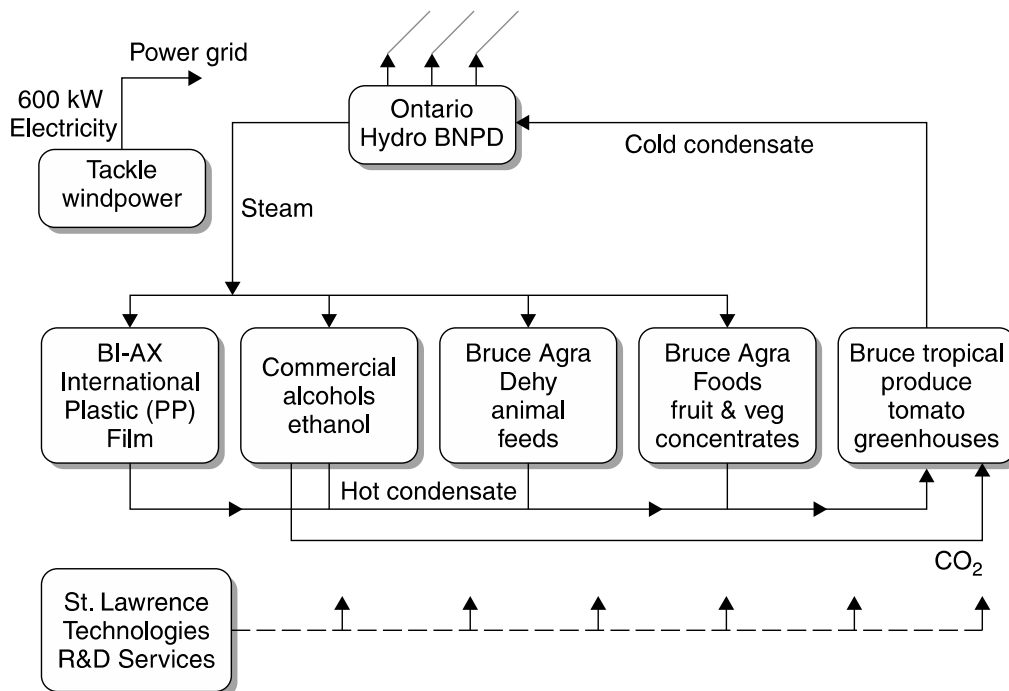 Power grid
600 kW
Electricity
Tackle
windpower
Ontario
Hydro BNPD
Cold condensate
Steam
BI-AX
International
Plastic (PP)
Film
Commercial
alcohols
ethanol
Bruce Agra
Dehy
animal
feeds
Bruce Agra
Foods
fruit & veg
concentrates
Bruce tropical
produce
tomato
greenhouses
Hot condensate
CO₂
St. Lawrence
Technologies
R&D Services